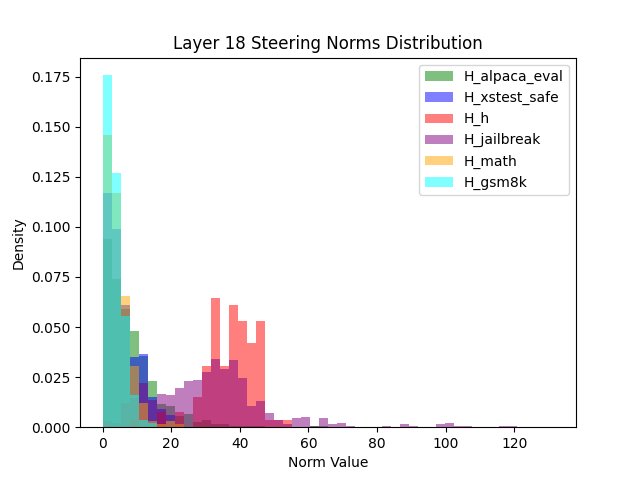 Layer 18 Steering Norms Distribution
H_alpaca_eval
H_xstest_safe
H_h
H_jailbreak
H_math
H_gsm8k
0.175
0.150
0.125
0.100
0.075
0.050
0.025
0.000
Density
0
20
40
60
80
100
120
Norm Value